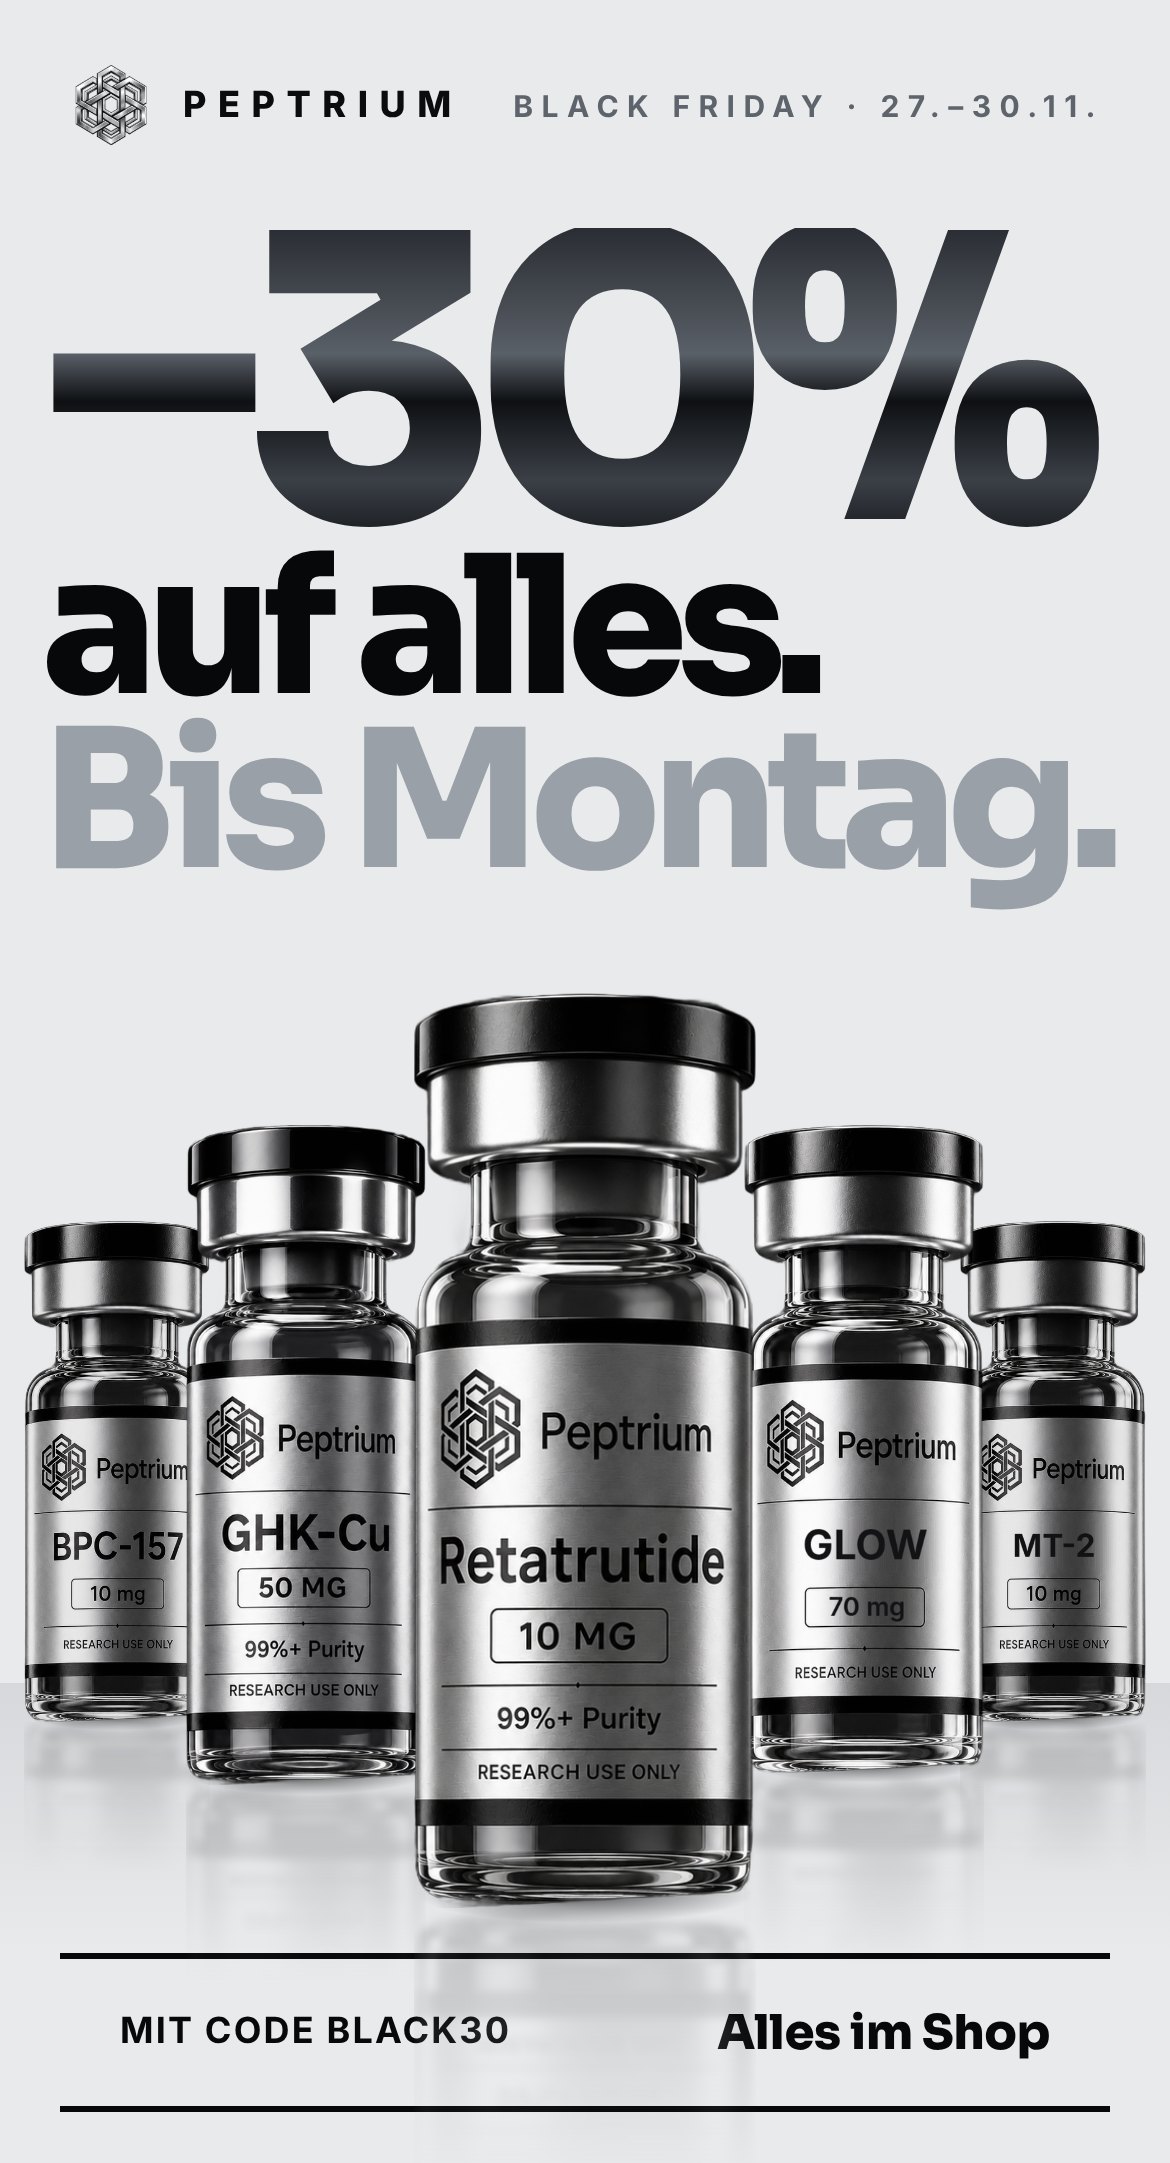 PEPTRIUM
BLACK FRIDAY · 27.–30.11.
–30%
auf alles.
Bis Montag.
Peptrium
BPC-157
10 mg
RESEARCH USE ONLY
Peptrium
GHK-Cu
50 MG
99%+ Purity
RESEARCH USE ONLY
Peptrium
Retatrutide
10 MG
99%+ Purity
RESEARCH USE ONLY
Peptrium
GLOW
70 mg
RESEARCH USE ONLY
Peptrium
MT-2
10 mg
RESEARCH USE ONLY
MIT CODE BLACK30
Alles im Shop